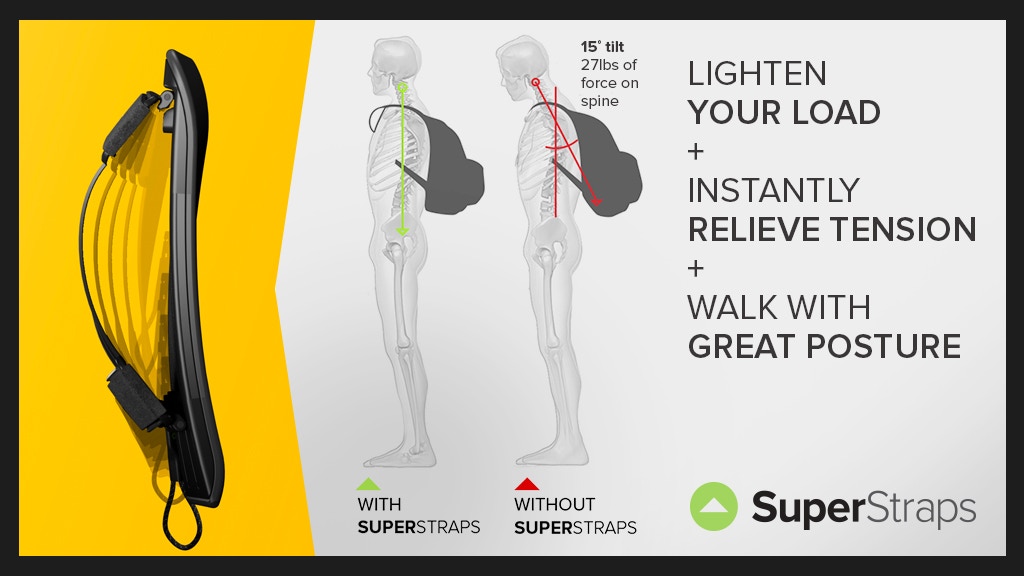 15° tilt
27lbs of
force on
spine
LIGHTEN
YOUR LOAD
+
INSTANTLY
RELIEVE TENSION
+
WALK WITH
GREAT POSTURE
WITH
SUPERSTRAPS
WITHOUT
SUPERSTRAPS
SuperStraps